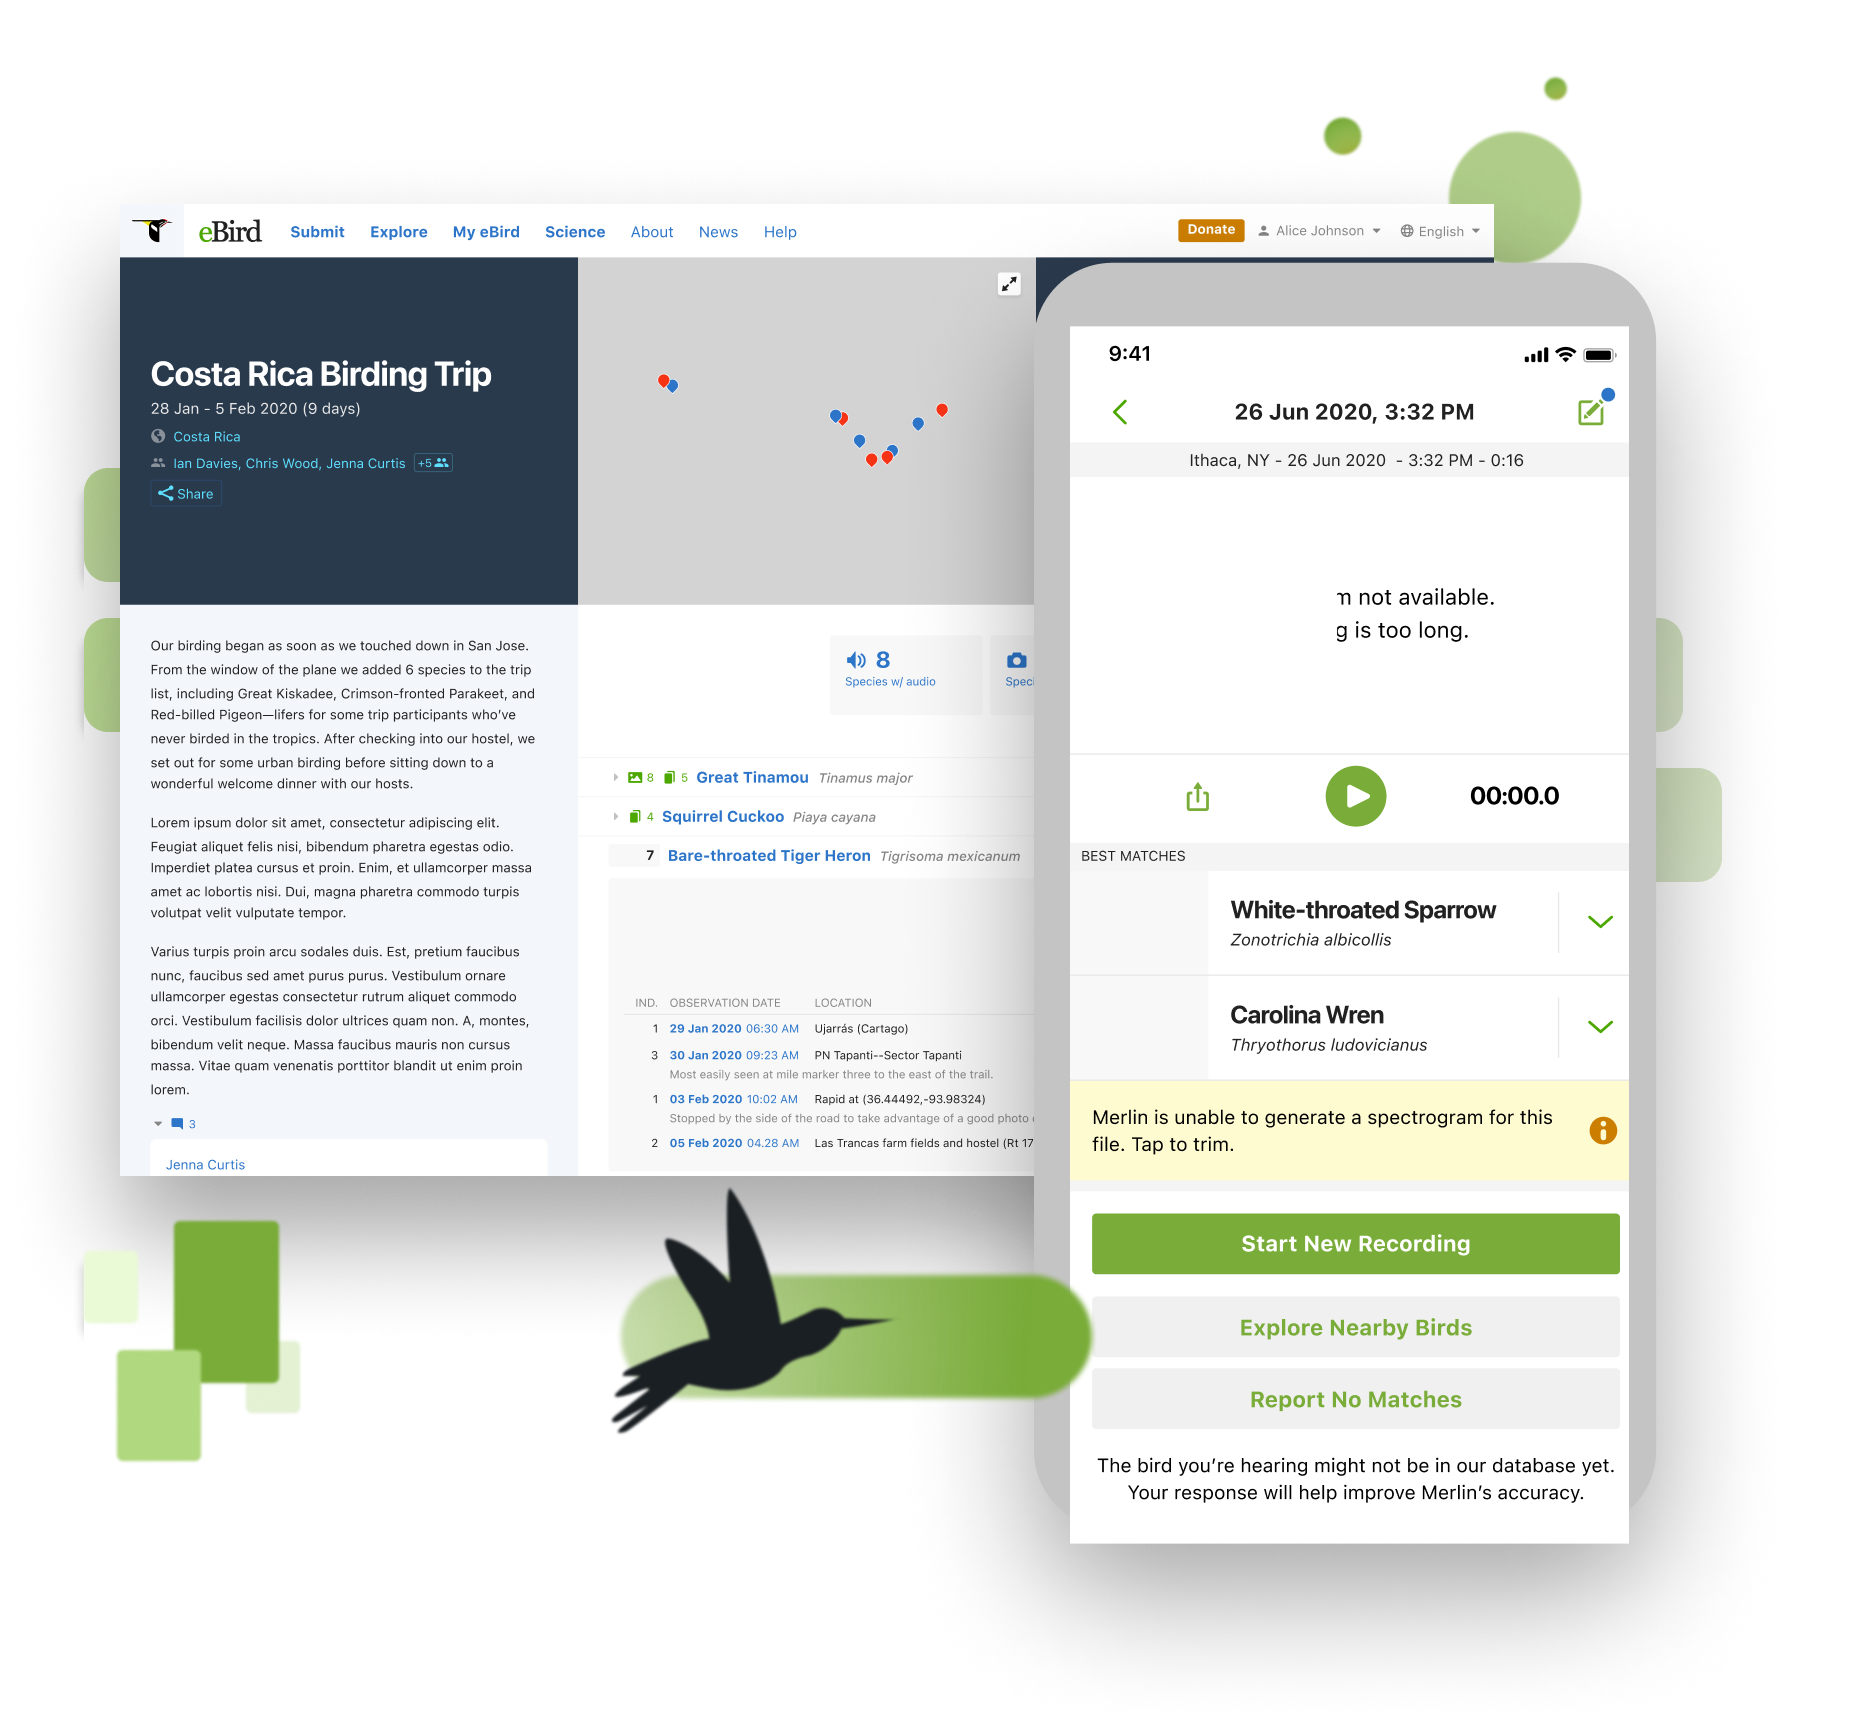 eBird Submit Explore My eBird Science About News Help Donate Alice Johnson English
Costa Rica Birding Trip
28 Jan - 5 Feb 2020 (9 days)
Costa Rica
Ian Davies, Chris Wood, Jenna Curtis +5
Share
Our birding began as soon as we touched down in San Jose.
From the window of the plane we added 6 species to the trip
list, including Great Kiskadee, Crimson-fronted Parakeet, and
Red-billed Pigeon—lifers for some trip participants who've
never birded in the tropics. After checking into our hostel, we
set out for some urban birding before sitting down to a
wonderful welcome dinner with our hosts.
Lorem ipsum dolor sit amet, consectetur adipiscing elit.
Feugiat aliquet felis nisi, bibendum pharetra egestas odio.
Imperdiet platea cursus et proin. Enim, et ullamcorper massa
amet ac lobortis nisi. Dui, magna pharetra commodo turpis
volutpat velit vulputate tempor.
Varius turpis proin arcu sodales duis. Est, pretium faucibus
nunc, faucibus sed amet purus purus. Vestibulum ornare
ullamcorper egestas consectetur rutrum aliquet commodo
orci. Vestibulum facilisis dolor ultrices quam non. A, montes,
bibendum velit neque. Massa faucibus mauris non cursus
massa. Vitae quam venenatis porttitor blandit ut enim proin
lorem.
3
Jenna Curtis
8
Species w/ audio
Speci
8 5 Great Tinamou Tinamus major
4 Squirrel Cuckoo Piaya cayana
7 Bare-throated Tiger Heron Tigrisoma mexicanum
IND. OBSERVATION DATE LOCATION
1 29 Jan 2020 06:30 AM Ujarrás (Cartago)
3 30 Jan 2020 09:23 AM PN Tapanti--Sector Tapanti
Most easily seen at mile marker three to the east of the trail.
1 03 Feb 2020 10:02 AM Rapid at (36.44492,-93.98324)
Stopped by the side of the road to take advantage of a good photo
2 05 Feb 2020 04.28 AM Las Trancas farm fields and hostel (Rt 17
9:41
26 Jun 2020, 3:32 PM
Ithaca, NY - 26 Jun 2020 - 3:32 PM - 0:16
m not available.
g is too long.
00:00.0
BEST MATCHES
White-throated Sparrow
Zonotrichia albicollis
Carolina Wren
Thryothorus ludovicianus
Merlin is unable to generate a spectrogram for this
file. Tap to trim.
Start New Recording
Explore Nearby Birds
Report No Matches
The bird you're hearing might not be in our database yet.
Your response will help improve Merlin's accuracy.